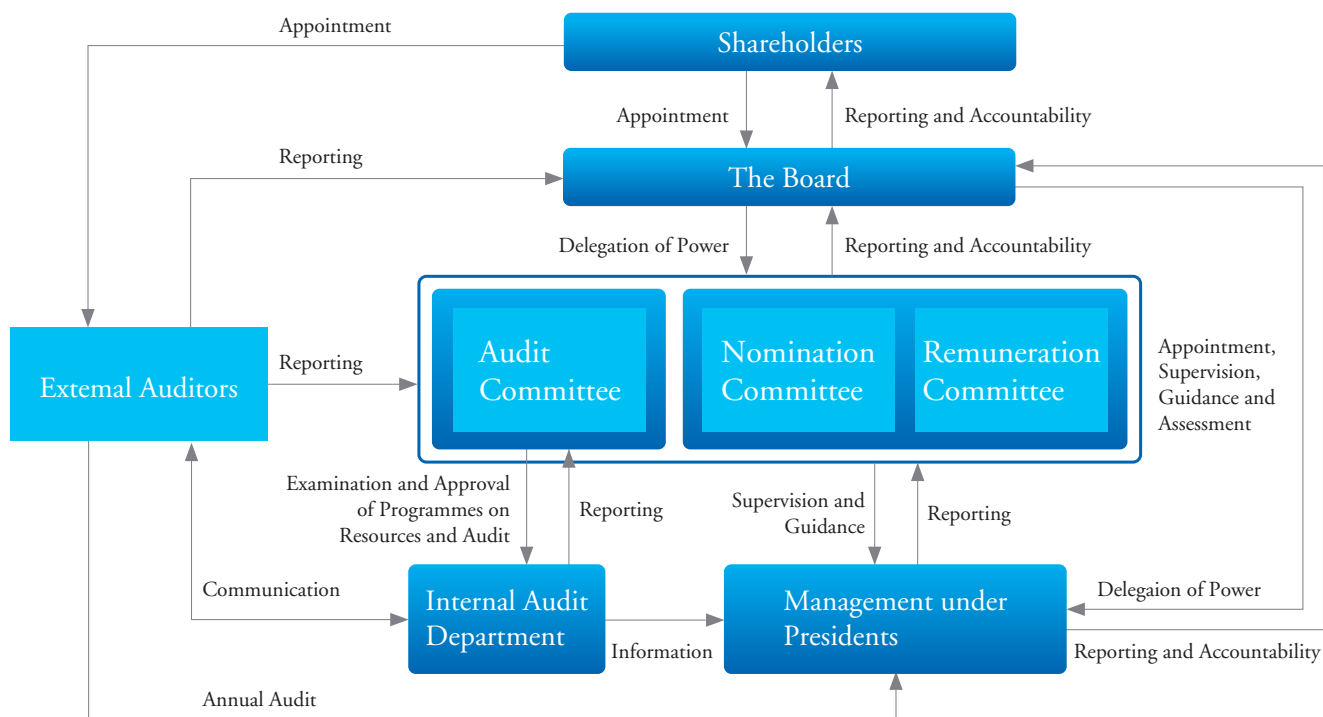 Appointment
Shareholders
Appointment
Reporting and Accountability
Reporting
The Board
Delegation of Power
Reporting and Accountability
External Auditors
Reporting
Audit
Committee
Nomination
Committee
Remuneration
Committee
Appointment,
Supervision,
Guidance and
Assessment
Examination and Approval
of Programmes on
Resources and Audit
Reporting
Supervision and
Guidance
Reporting
Communication
Internal Audit
Department
Information
Management under
Presidents
Delegaion of Power
Reporting and Accountability
Annual Audit